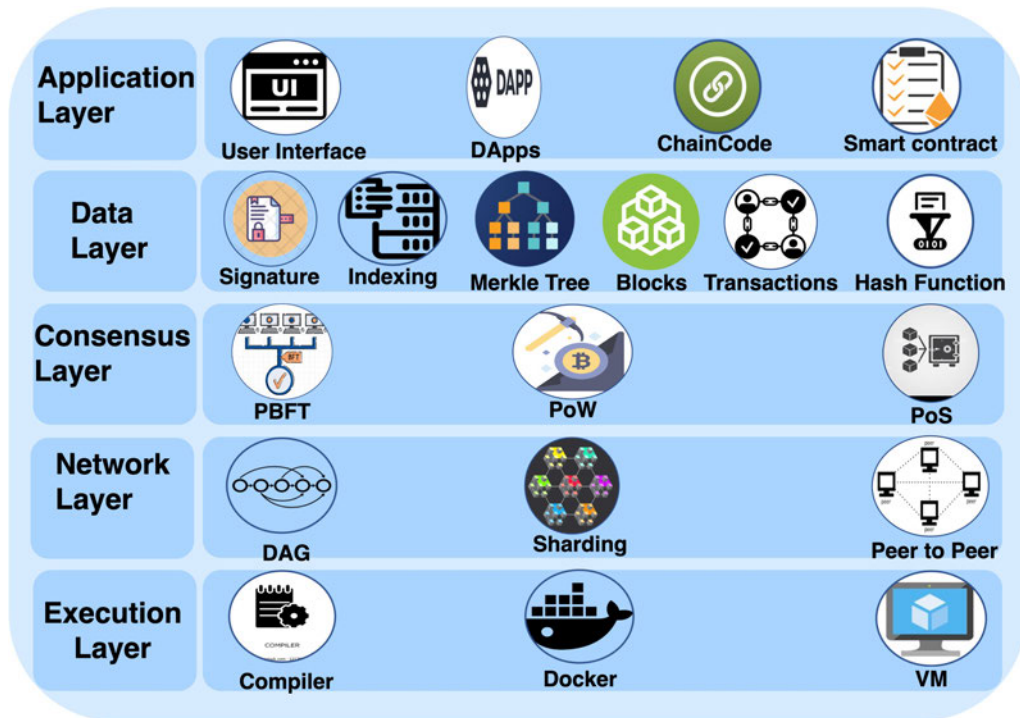 Application
Layer
UI
DAPP
User Interface
DApps
ChainCode
Smart contract
Data
Layer
Signature
Indexing
Merkle Tree
Blocks
Transactions
Hash Function
Consensus
Layer
BFT
PBFT
PoW
PoS
Network
Layer
DAG
Sharding
Peer to Peer
Execution
Layer
COMPILER
Compiler
Docker
VM